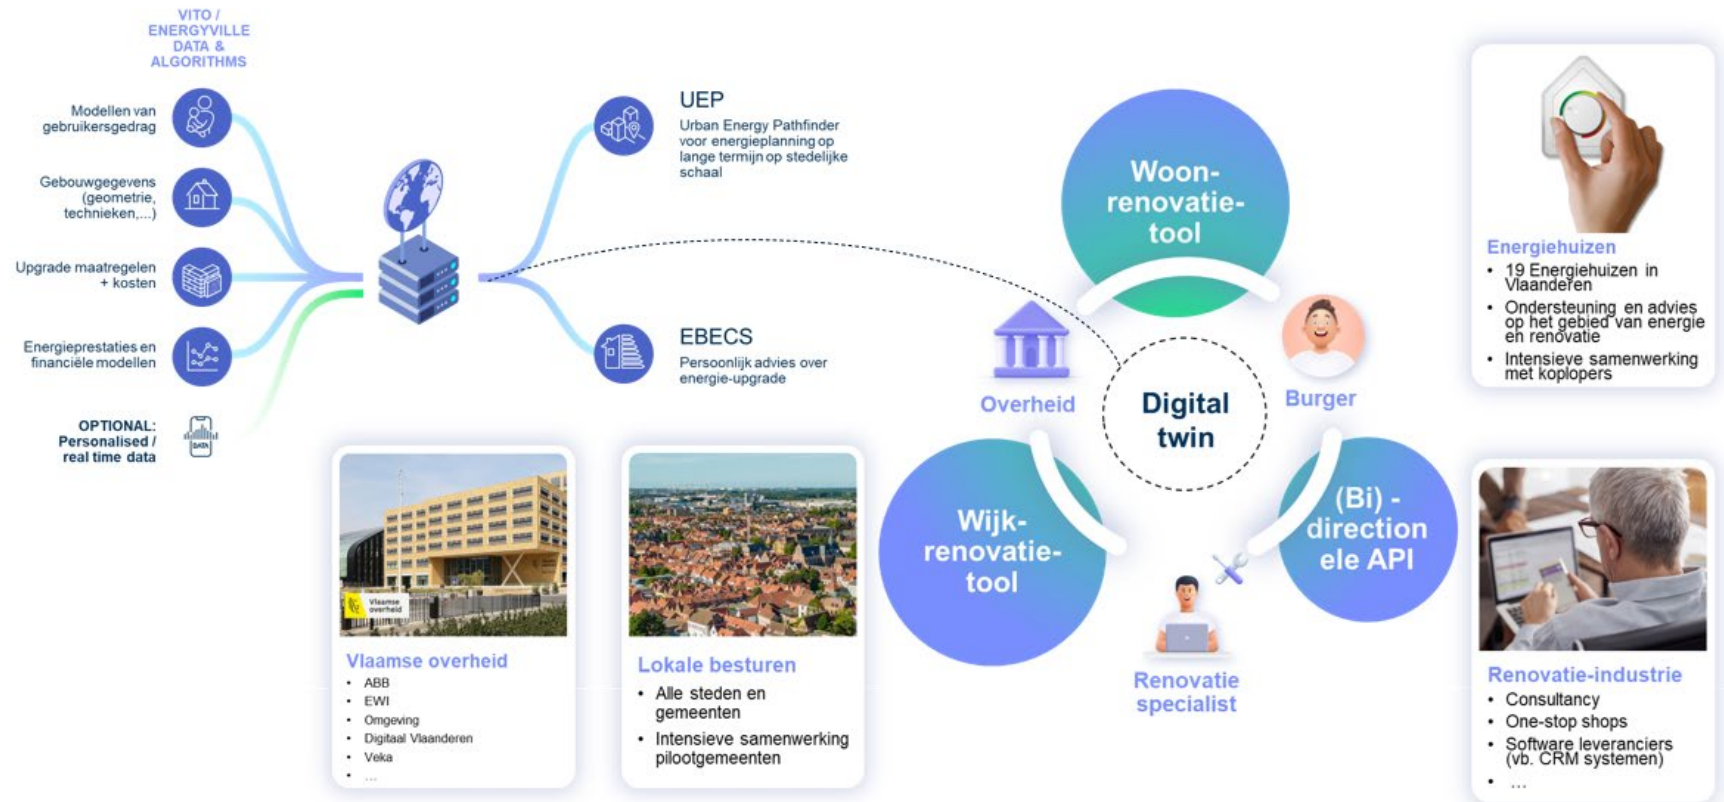 VITO /
ENERGYVILLE
DATA &
ALGORITHMS
Modellen van
gebruikersgedrag
Gebouwgegevens
(geometrie,
technieken,...)
Upgrade maatregelen
+ kosten
Energieprestaties en
financiële modellen
OPTIONAL:
Personalised /
real time data
DATA
UEP
Urban Energy Pathfinder
voor energieplanning op
lange termijn op stedelijke
schaal
EBECS
Persoonlijk advies over
energie-upgrade
Vlaamse
overheid
Vlaamse overheid
• ABB
• EWI
• Omgeving
• Digitaal Vlaanderen
• Veka
• ...
Lokale besturen
• Alle steden en
gemeenten
• Intensieve samenwerking
pilootgemeenten
Woon-
renovatie-
tool
Overheid
Burger
Digital
twin
Wijk-
renovatie-
tool
(Bi) -
direction
ele API
Renovatie
specialist
Energiehuizen
• 19 Energiehuizen in
Vlaanderen
• Ondersteuning en advies
op het gebied van energie
en renovatie
• Intensieve samenwerking
met koplopers
Renovatie-industrie
• Consultancy
• One-stop shops
• Software leveranciers
(vb. CRM systemen)
• ...